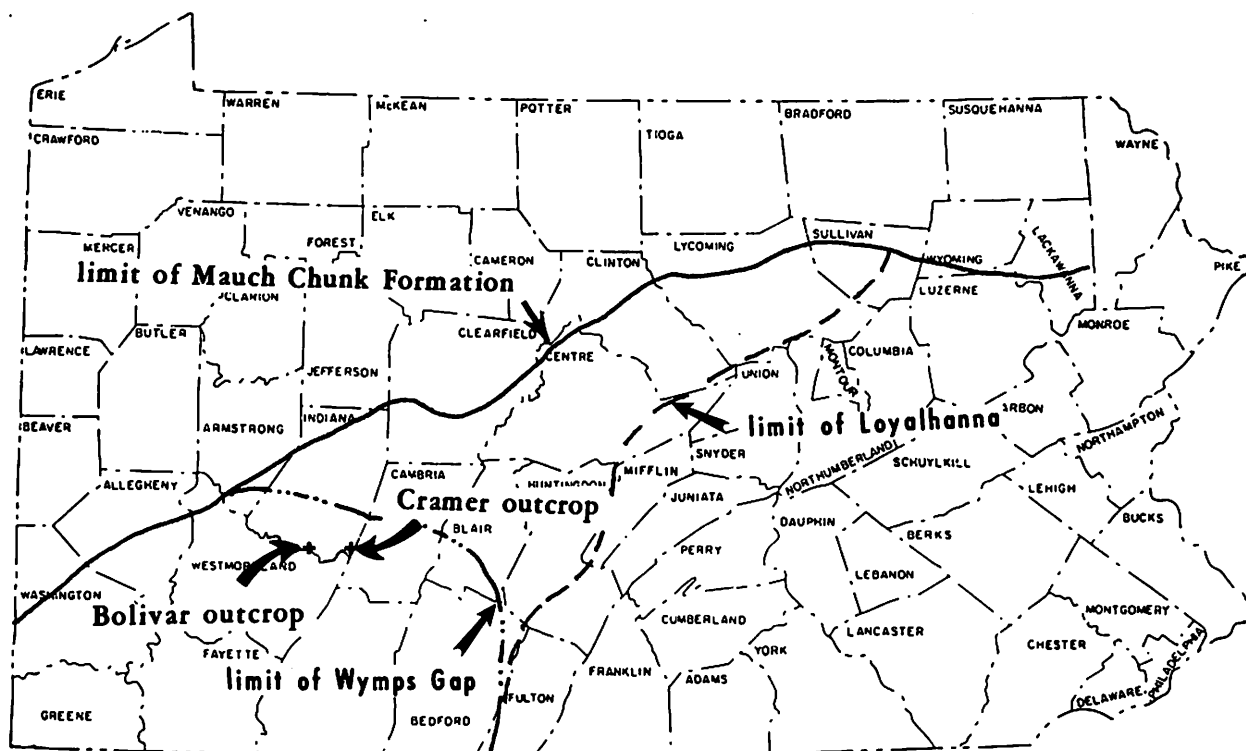 ERIE
WARREN
McKEAN
POTTER
TIOGA
BRADFORD
SUSQUEHANNA
CRAWFORD
WAYNE
VENANGO
ELK
MERCER
FOREST
CAMERON
CLINTON
LYCOMING
SULLIVAN
WYOMING
LACKAWANNA
PIKE
limit of Mauch Chunk Formation
CLARION
LUZERNE
BUTLER
CLEARFIELD
CENTRE
MONROE
LAWRENCE
JEFFERSON
UNION
MONTOUR
COLUMBIA
BEAVER
ARMSTRONG
INDIANA
limit of Loyalhanna
ARBON
NORTHAMPTON
SNYDER
ALLEGHENY
CAMBRIA
HUNTINGDON
MIFFLIN
NORTHUMBERLAND
SCHUYLKILL
Cramer outcrop
JUNIATA
LEHIGH
BLAIR
DAUPHIN
BERKS
BUCKS
WESTMORELAND
PERRY
LEBANON
WASHINGTON
Bolivar outcrop
CUMBERLAND
MONTGOMERY
LANCASTER
CHESTER
PHILADELPHIA
FAYETTE
YORK
limit of Wymps Gap
FRANKLIN
ADAMS
FULTON
DELAWARE
GREENE
BEDFORD